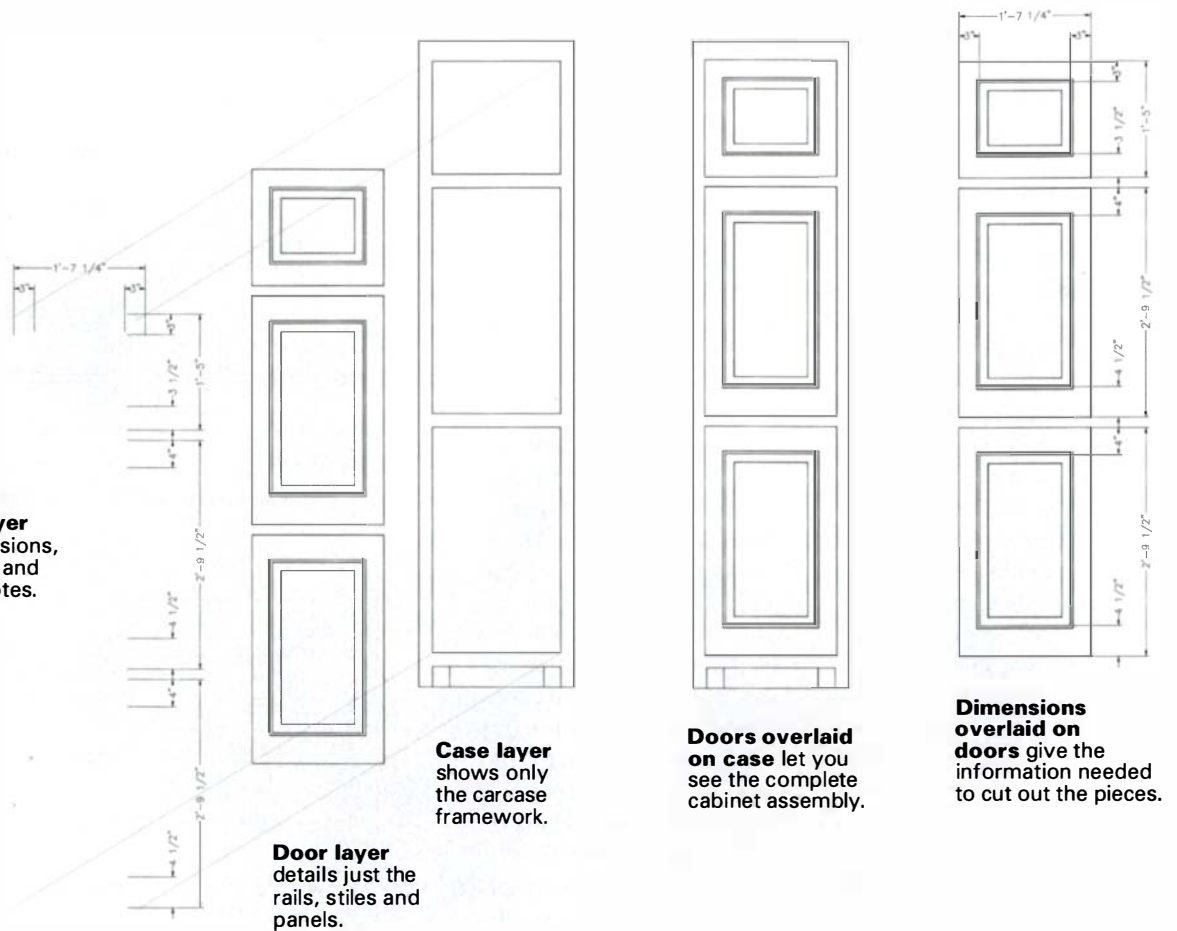 1'-7 1/4"
3"
3"
3"
3 1/2"
1'-5"
4"
2'-9 1/2"
4 1/2"
4"
2'-9 1/2"
4 1/2"
yer
sions,
and
otes.
Door layer
details just the
rails, stiles and
panels.
Case layer
shows only
the carcase
framework.
Doors overlaid
on case let you
see the complete
cabinet assembly.
1'-7 1/4"
3"
3"
3"
3 1/2"
1'-5"
4"
2'-9 1/2"
4 1/2"
4"
2'-9 1/2"
4 1/2"
Dimensions
overlaid on
doors give the
information needed
to cut out the pieces.